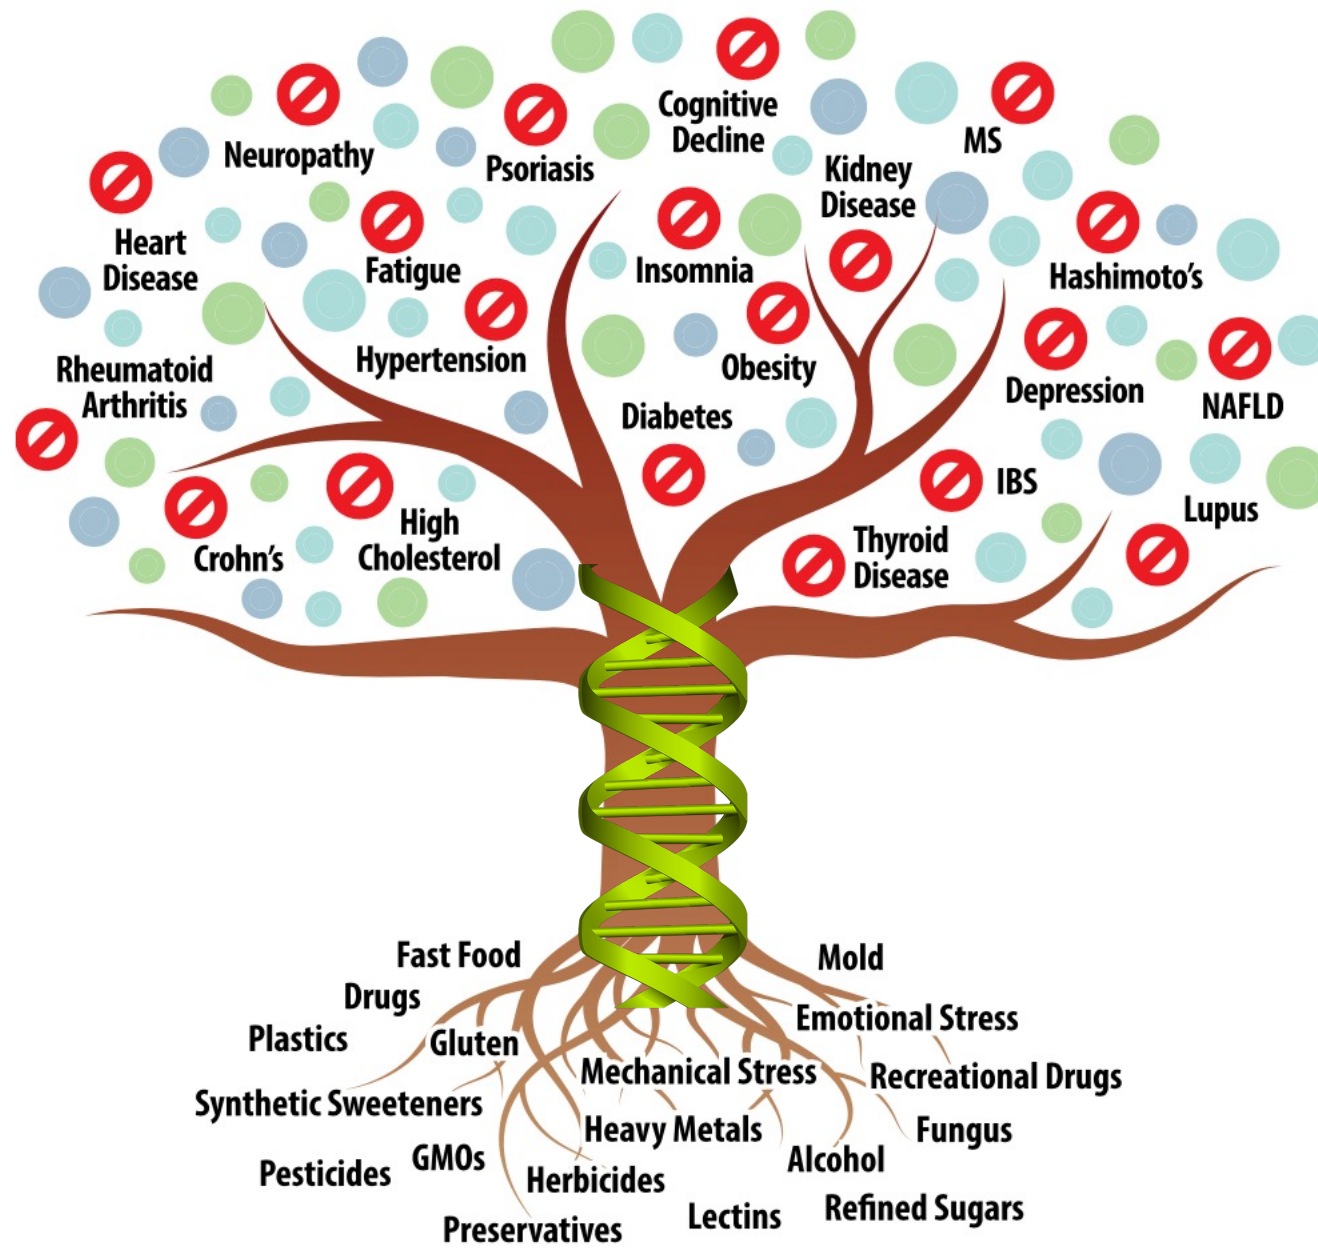 Cognitive
Decline
MS
Neuropathy
Psoriasis
Kidney
Disease
Heart
Disease
Fatigue
Insomnia
Hashimoto’s
Hypertension
Obesity
Rheumatoid
Arthritis
Depression
NAFLD
Diabetes
IBS
Lupus
High
Cholesterol
Crohn’s
Thyroid
Disease
Fast Food
Mold
Drugs
Emotional Stress
Plastics
Gluten
Mechanical Stress
Recreational Drugs
Synthetic Sweeteners
Heavy Metals
Fungus
GMOs
Alcohol
Pesticides
Herbicides
Lectins
Refined Sugars
Preservatives